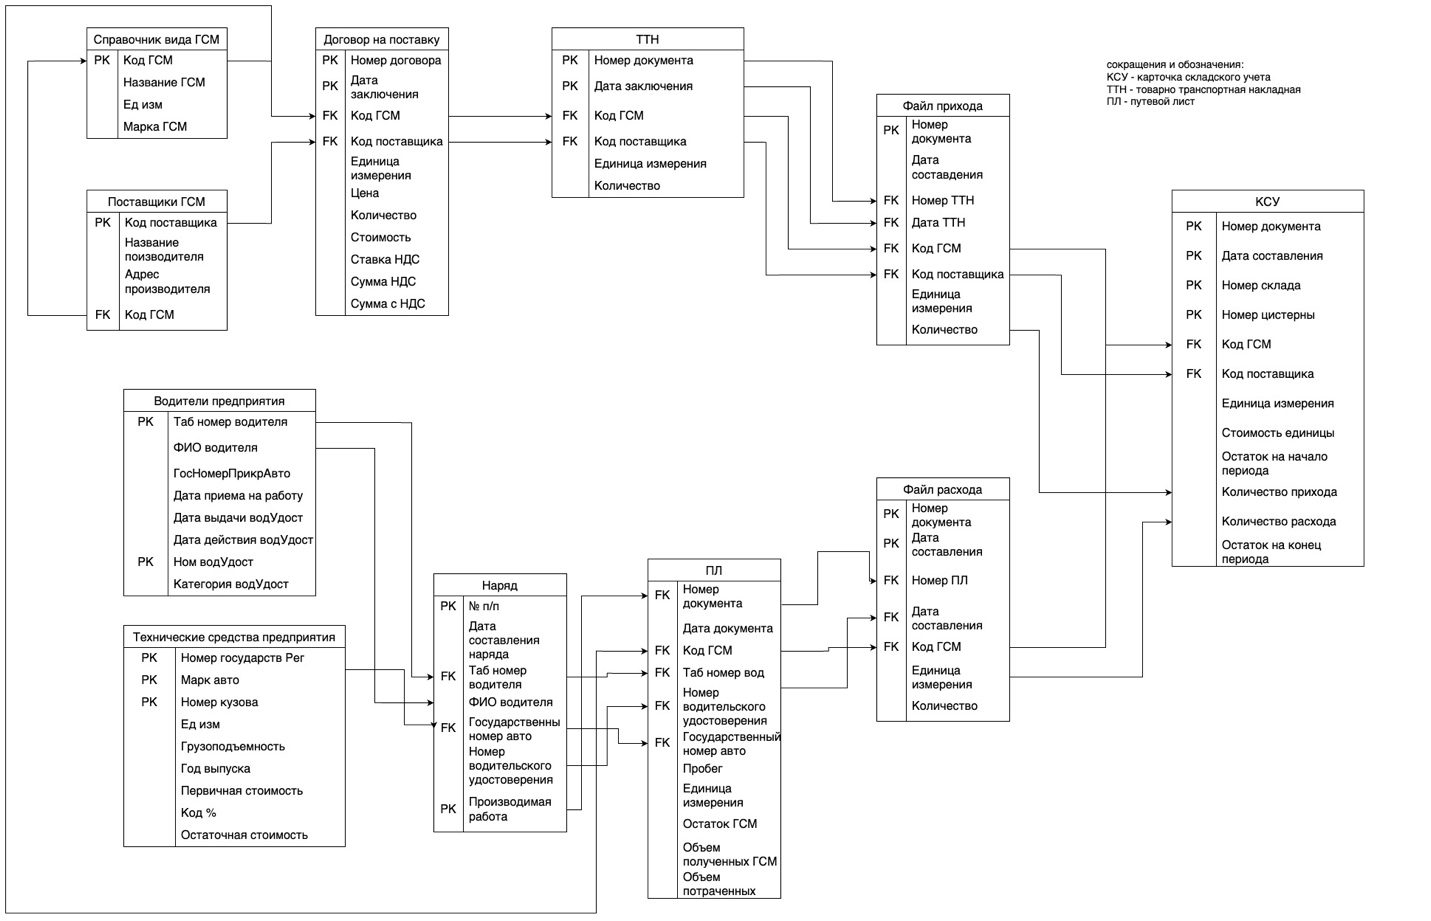 Справочник вида ГСМ
PK Код ГСМ
Название ГСМ
Ед изм
Марка ГСМ
Поставщики ГСМ
PK Код поставщика
Название
поизводителя
Адрес
производителя
FK Код ГСМ
Договор на поставку
PK Номер договора
PK Дата
заключения
FK Код ГСМ
FK Код поставщика
Единица
измерения
Цена
Количество
Стоимость
Ставка НДС
Сумма НДС
Сумма с НДС
ТТН
PK Номер документа
PK Дата заключения
FK Код ГСМ
FK Код поставщика
Единица измерения
Количество
Файл прихода
PK Номер
документа
Дата
составдения
FK Номер ТТН
FK Дата ТТН
FK Код ГСМ
FK Код поставщика
Единица
измерения
Количество
сокращения и обозначения:
КСУ - карточка складского учета
ТТН - товарно транспортная накладная
ПЛ - путевой лист
КСУ
PK Номер документа
PK Дата составления
PK Номер склада
PK Номер цистерны
FK Код ГСМ
FK Код поставщика
Единица измерения
Стоимость единицы
Остаток на начало
периода
Количество прихода
Количество расхода
Остаток на конец
периода
Водители предприятия
PK Таб номер водителя
ФИО водителя
ГосНомерПрикрАвто
Дата приема на работу
Дата выдачи водУдост
Дата действия водУдост
PK Ном водУдост
Категория водУдост
Технические средства предприятия
PK Номер государств Рег
PK Марк авто
PK Номер кузова
Ед изм
Грузоподъемность
Год выпуска
Первичная стоимость
Код %
Остаточная стоимость
Наряд
PK № п/п
Дата
составления
наряда
FK Таб номер
водителя
ФИО водителя
FK Государственны
номер авто
Номер
водительского
удостоверения
PK Производимая
работа
ПЛ
FK Номер
документа
Дата документа
FK Код ГСМ
FK Таб номер вод
FK Номер
водительского
удостоверения
FK Государственный
номер авто
Пробег
Единица
измерения
Остаток ГСМ
Объем
полученных ГСМ
Объем
потраченных
Файл расхода
PK Номер
документа
PK Дата
составления
FK Номер ПЛ
FK Дата
составления
FK Код ГСМ
Единица
измерения
Количество